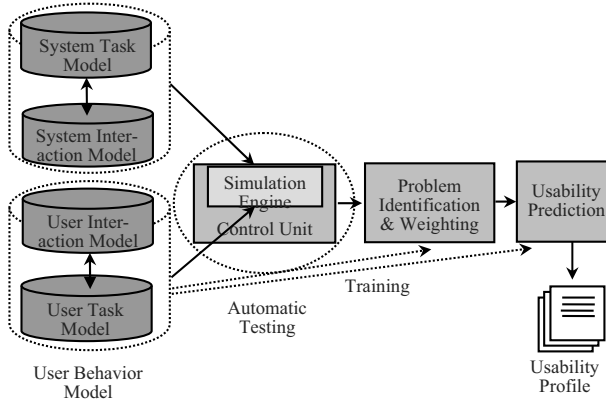 System Task
Model
System Inter-
action Model
User Inter-
action Model
User Task
Model
User Behavior
Model
Simulation
Engine
Control Unit
Automatic
Testing
Problem
Identification
& Weighting
Training
Usability
Prediction
Usability
Profile